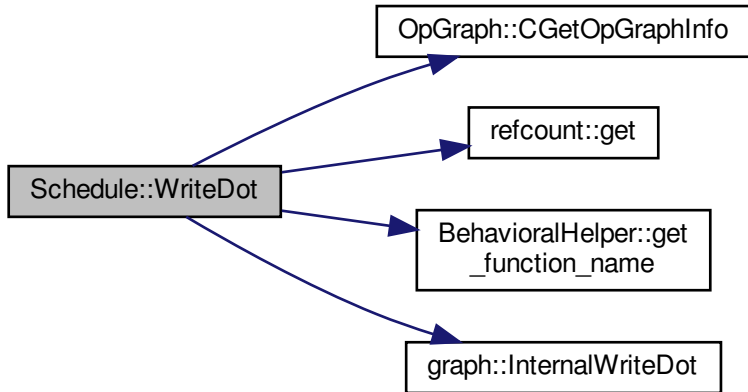 OpGraph::CGetOpGraphInfo
refcount::get
Schedule::WriteDot
BehavioralHelper::get
_function_name
graph::InternalWriteDot